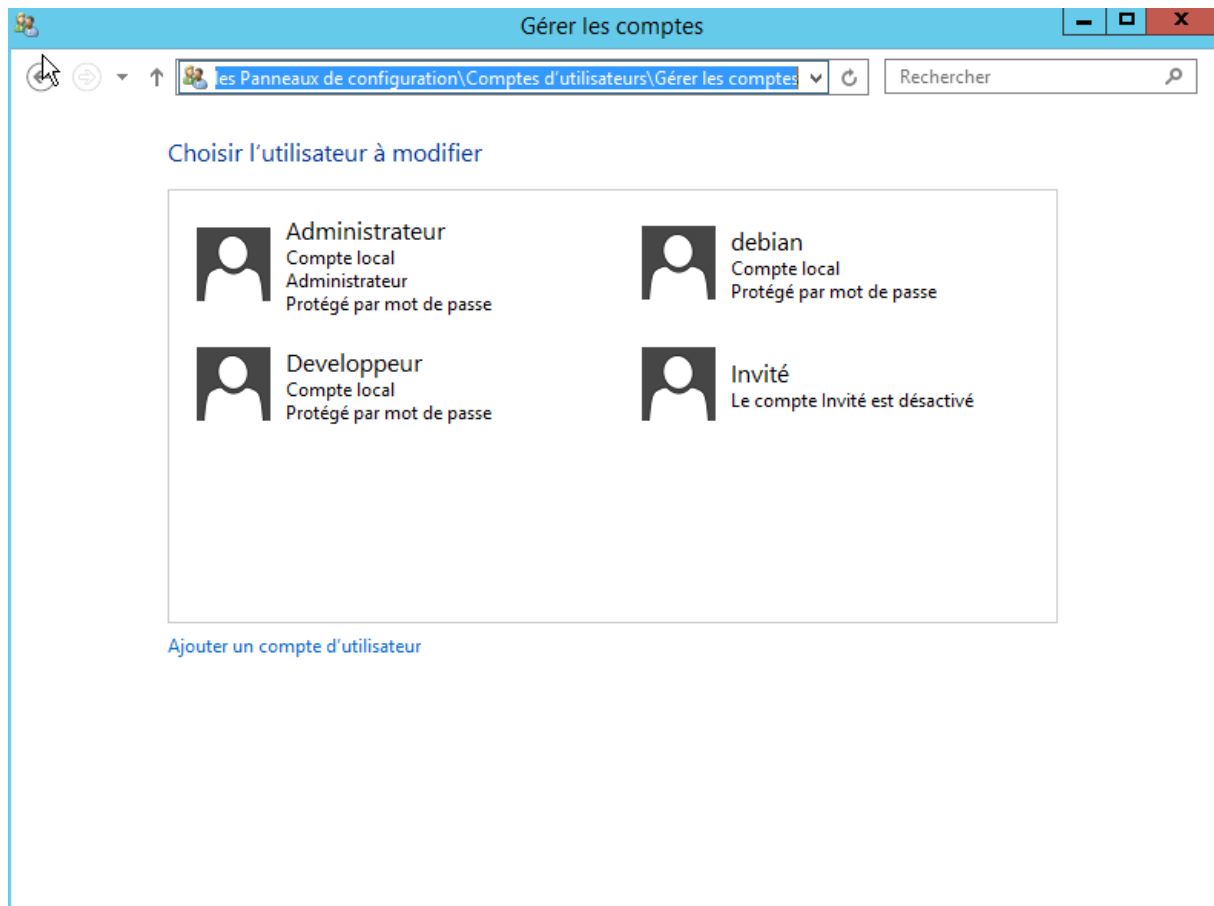 Gérer les comptes
les Panneaux de configuration\Comptes d'utilisateurs\Gérer les comptes
Rechercher
Choisir l'utilisateur à modifier
Administrateur
Compte local
Administrateur
Protégé par mot de passe
debian
Compte local
Protégé par mot de passe
Developpeur
Compte local
Protégé par mot de passe
Invité
Le compte Invité est désactivé
Ajouter un compte d'utilisateur